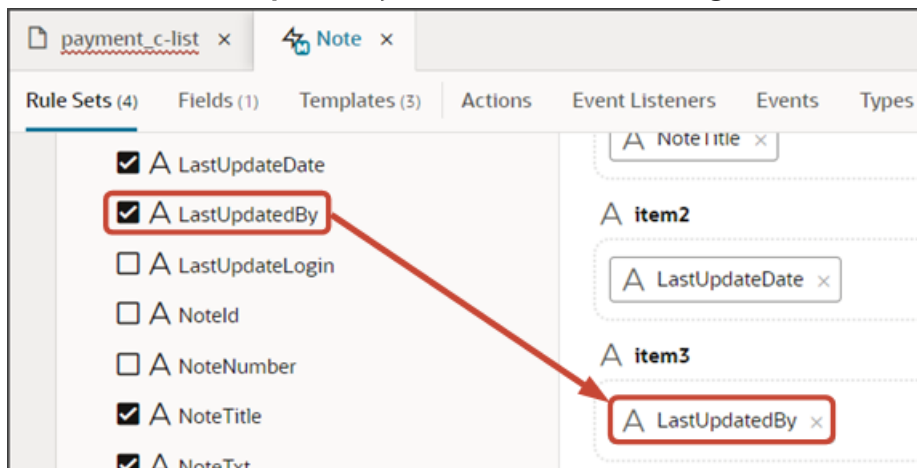 payment_c-list × Note ×
Rule Sets (4) Fields (1) Templates (3) Actions Event Listeners Events Types
NoteTitle ×
LastUpdateDate
LastUpdatedBy
item2
LastUpdateLogin
LastUpdateDate ×
NoteId
NoteNumber
item3
NoteTitle
LastUpdatedBy ×
NoteTxt